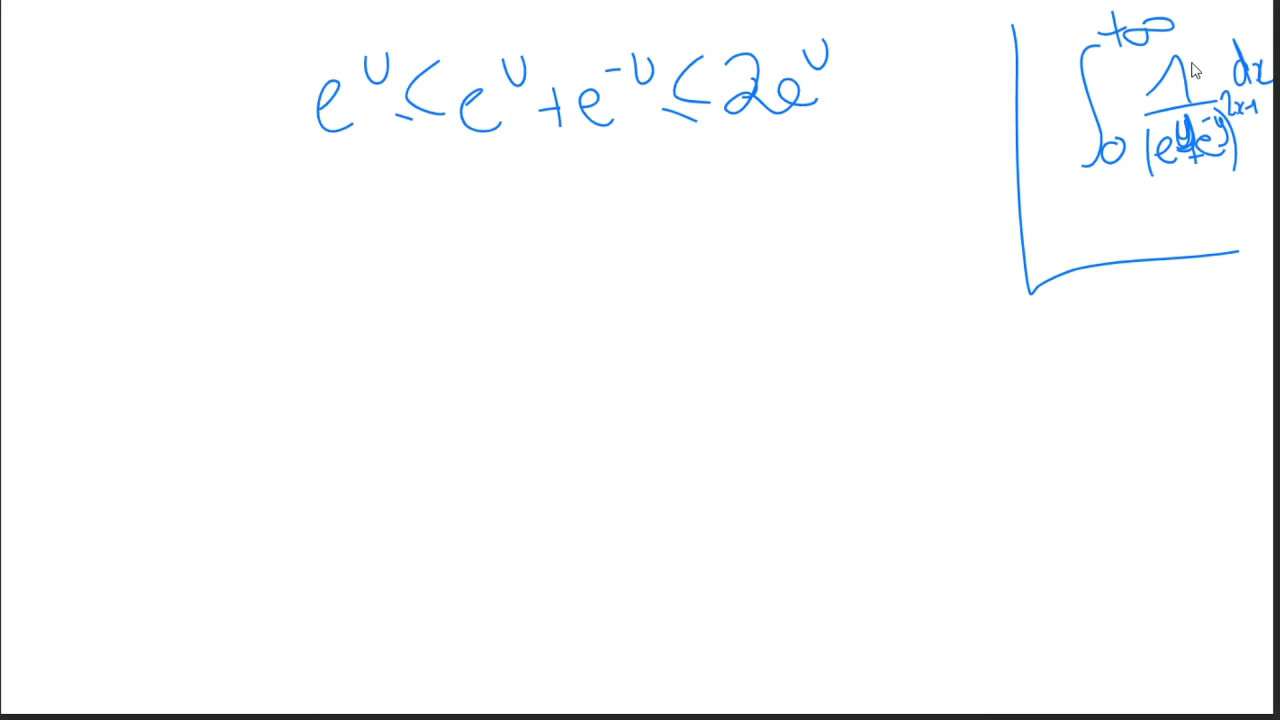 e^u ≤ e^u + e^{-u} ≤ 2e^u
∫_0^{+∞} 1/(e^y + e^{-y})^{2x-1} dx